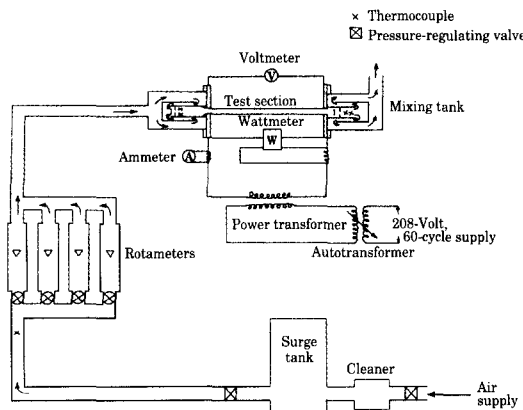 × Thermocouple
Pressure-regulating valve
Voltmeter
V
Test section
Mixing tank
Wattmeter
W
Ammeter
A
Power transformer
208-Volt,
60-cycle supply
Autotransformer
Rotameters
Surge
tank
Cleaner
Air
supply